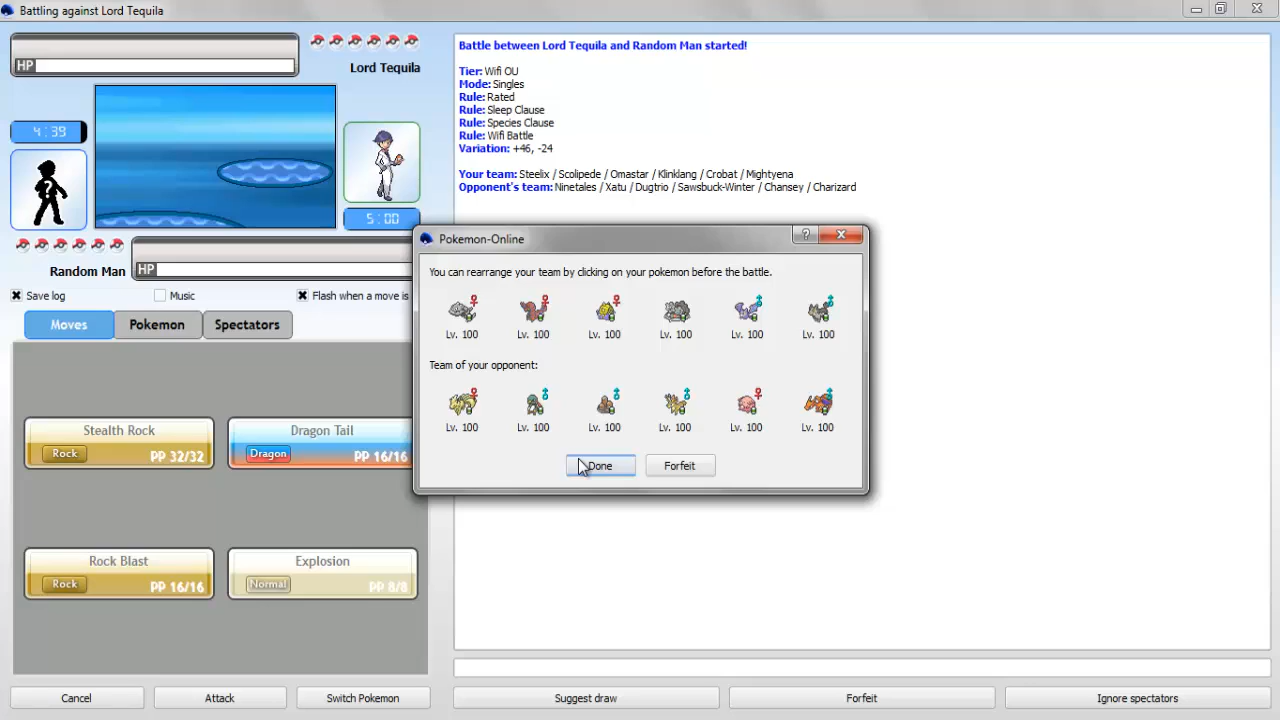 Battling against Lord Tequila
HP
Lord Tequila
4:39
5:00
Random Man
HP
Save log
Music
Flash when a move is
Moves
Pokemon
Spectators
Stealth Rock
Rock
PP 32/32
Dragon Tail
Dragon
PP 16/16
Rock Blast
Rock
PP 16/16
Explosion
Normal
PP 8/8
Cancel
Attack
Switch Pokemon
Battle between Lord Tequila and Random Man started!
Tier: Wifi OU
Mode: Singles
Rule: Rated
Rule: Sleep Clause
Rule: Species Clause
Rule: Wifi Battle
Variation: +46, -24
Your team: Steelix / Scolipede / Omastar / Klinklang / Crobat / Mightyena
Opponent's team: Ninetales / Xatu / Dugtrio / Sawsbuck-Winter / Chansey / Charizard
Pokemon-Online
?
You can rearrange your team by clicking on your pokemon before the battle.
Lv. 100 Lv. 100 Lv. 100 Lv. 100 Lv. 100 Lv. 100
Team of your opponent:
Lv. 100 Lv. 100 Lv. 100 Lv. 100 Lv. 100 Lv. 100
Done
Forfeit
Suggest draw
Forfeit
Ignore spectators